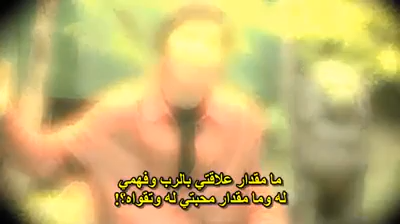 ما مقدار علاقتي بالرب وفهمي
له وما مقدار محبتي له وتقواه؟!